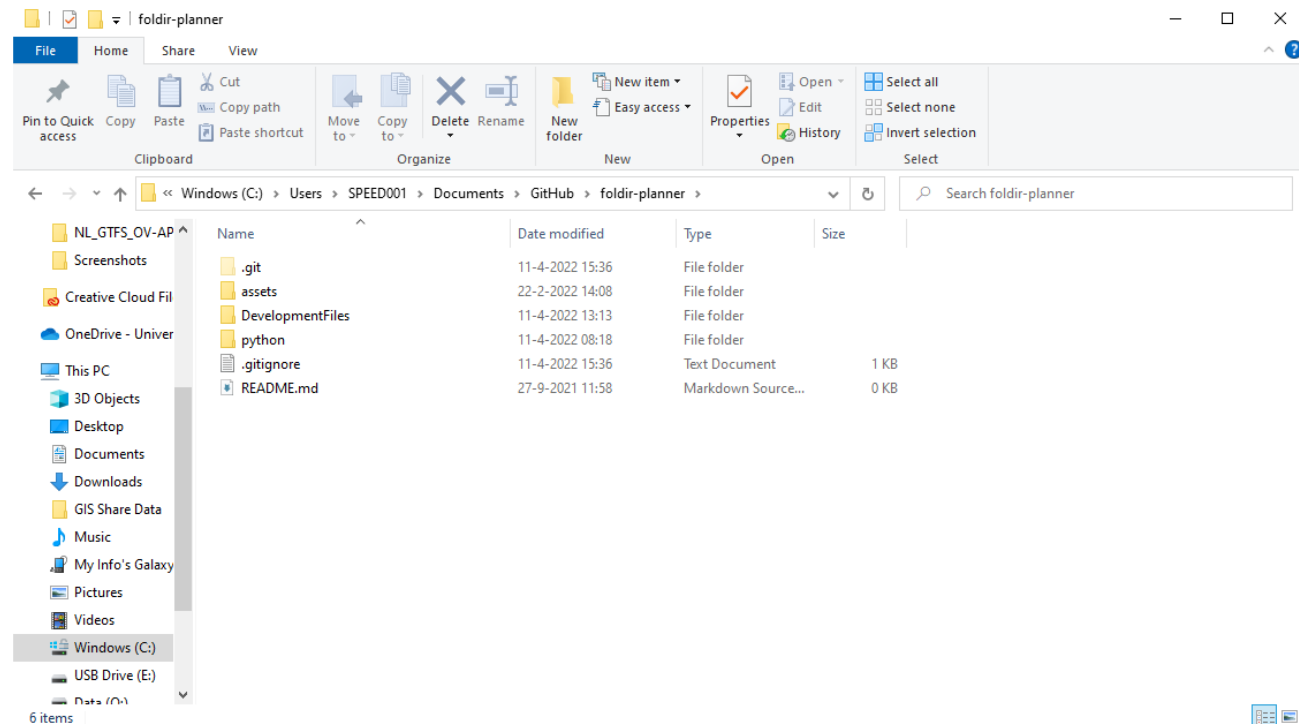 foldir-planner
File Home Share View
Pin to Quick access
Copy
Paste
Cut
Copy path
Paste shortcut
Clipboard
Move to
Copy to
Delete
Rename
Organize
New folder
New item
Easy access
New
Properties
Open
Edit
History
Open
Select all
Select none
Invert selection
Select
« Windows (C:) > Users > SPEED001 > Documents > GitHub > foldir-planner >
Search foldir-planner
NL_GTFS_OV-AP
Screenshots
Creative Cloud Fil
OneDrive - Univer
This PC
3D Objects
Desktop
Documents
Downloads
GIS Share Data
Music
My Info's Galaxy
Pictures
Videos
Windows (C:)
USB Drive (E:)
Name Date modified Type Size
.git 11-4-2022 15:36 File folder
assets 22-2-2022 14:08 File folder
DevelopmentFiles 11-4-2022 13:13 File folder
python 11-4-2022 08:18 File folder
.gitignore 11-4-2022 15:36 Text Document 1 KB
README.md 27-9-2021 11:58 Markdown Source... 0 KB
6 items